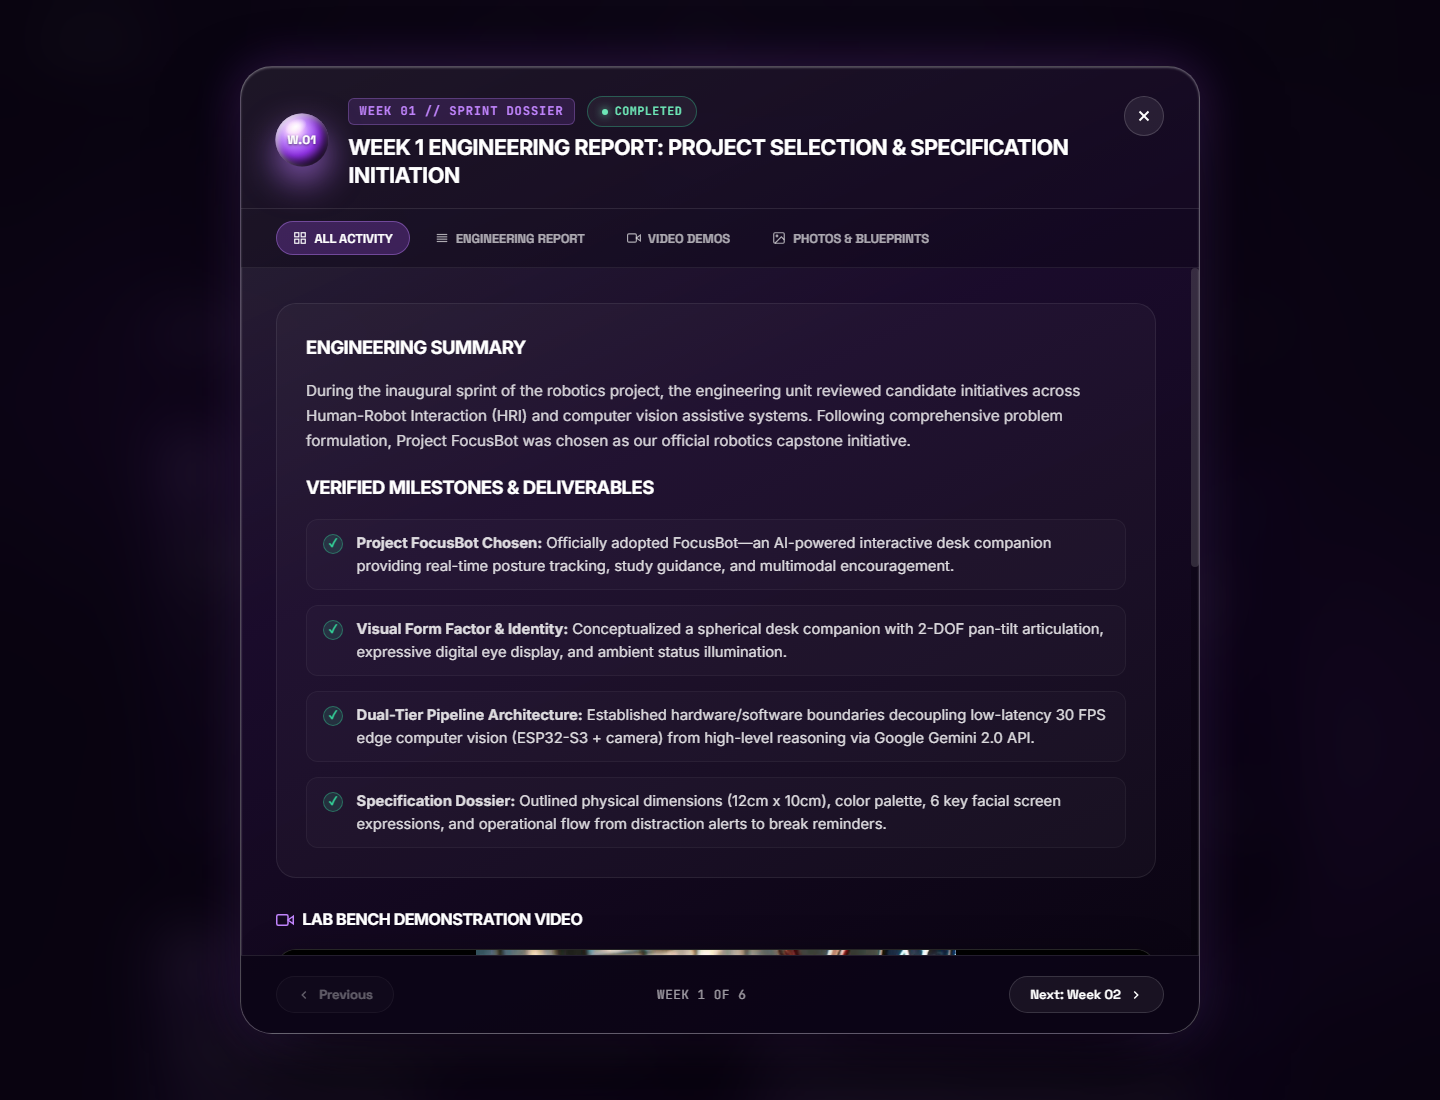 W.01
WEEK 01 // SPRINT DOSSIER
COMPLETED
WEEK 1 ENGINEERING REPORT: PROJECT SELECTION & SPECIFICATION
INITIATION
ALL ACTIVITY
ENGINEERING REPORT
VIDEO DEMOS
PHOTOS & BLUEPRINTS
ENGINEERING SUMMARY
During the inaugural sprint of the robotics project, the engineering unit reviewed candidate initiatives across
Human-Robot Interaction (HRI) and computer vision assistive systems. Following comprehensive problem
formulation, Project FocusBot was chosen as our official robotics capstone initiative.
VERIFIED MILESTONES & DELIVERABLES
Project FocusBot Chosen: Officially adopted FocusBot—an AI-powered interactive desk companion
providing real-time posture tracking, study guidance, and multimodal encouragement.
Visual Form Factor & Identity: Conceptualized a spherical desk companion with 2-DOF pan-tilt articulation,
expressive digital eye display, and ambient status illumination.
Dual-Tier Pipeline Architecture: Established hardware/software boundaries decoupling low-latency 30 FPS
edge computer vision (ESP32-S3 + camera) from high-level reasoning via Google Gemini 2.0 API.
Specification Dossier: Outlined physical dimensions (12cm x 10cm), color palette, 6 key facial screen
expressions, and operational flow from distraction alerts to break reminders.
LAB BENCH DEMONSTRATION VIDEO
Previous
WEEK 1 OF 6
Next: Week 02